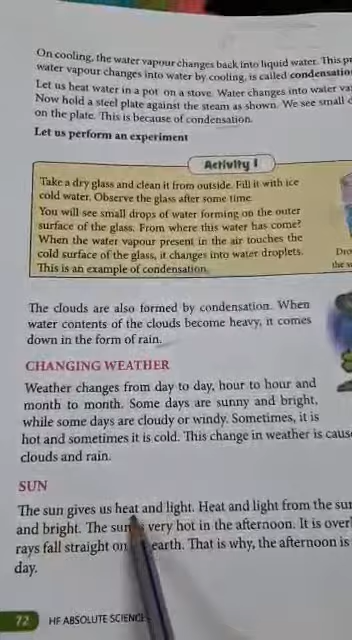 On cooling, the water vapour changes back into liquid water. This
water vapour changes into water by cooling, is called
Let us heat water in a pot on a stove. Water changes into water
Now hold a steel plate against the steam as shown. We see small
on the plate. This is because of condensation.
Let us perform an experiment
Activity 1
Take a dry glass and clean it from outside. Fill it with ice
cold water. Observe the glass after some time.
You will see small drops of water forming on the outer
surface of the glass. From where this water has come?
When the water vapour present in the air touches the
cold surface of the glass, it changes into water droplets.
This is an example of condensation.
The clouds are also formed by condensation. When
water contents of the clouds become heavy, it comes
down in the form of rain.
CHANGING WEATHER
Weather changes from day to day, hour to hour and
month to month. Some days are sunny and bright,
while some days are cloudy or windy. Sometimes, it is
hot and sometimes it is cold. This change in weather is
clouds and rain.
SUN
The sun gives us heat and light. Heat and light from the
and bright. The sun is very hot in the afternoon. It is
rays fall straight on earth. That is why, the afternoon is
day.
72 HF ABSOLUTE SCIENCE